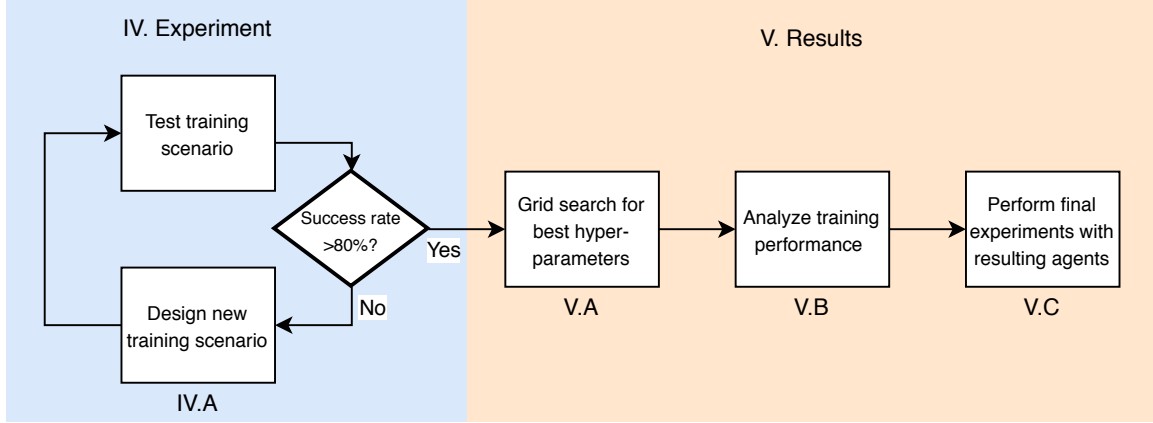 IV. Experiment
Test training
scenario
Success rate
>80%?
Yes
No
Design new
training scenario
IV.A
V. Results
Grid search for
best hyper-
parameters
V.A
Analyze training
performance
V.B
Perform final
experiments with
resulting agents
V.C